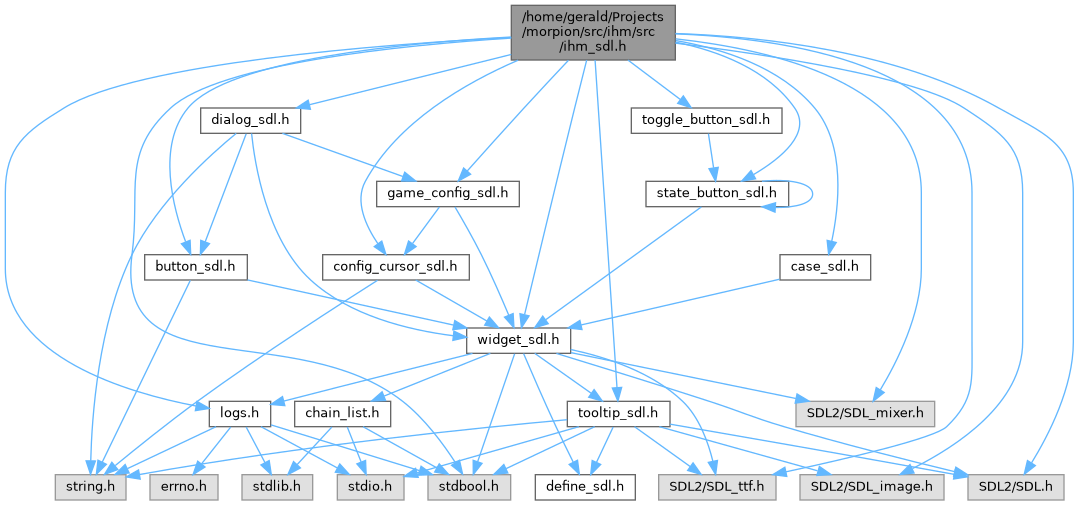 /home/gerald/Projects
/morpion/src/ihm/src
/ihm_sdl.h
dialog_sdl.h
toggle_button_sdl.h
game_config_sdl.h
state_button_sdl.h
button_sdl.h
config_cursor_sdl.h
case_sdl.h
widget_sdl.h
logs.h
chain_list.h
tooltip_sdl.h
SDL2/SDL_mixer.h
string.h
errno.h
stdlib.h
stdio.h
stdbool.h
define_sdl.h
SDL2/SDL_ttf.h
SDL2/SDL_image.h
SDL2/SDL.h